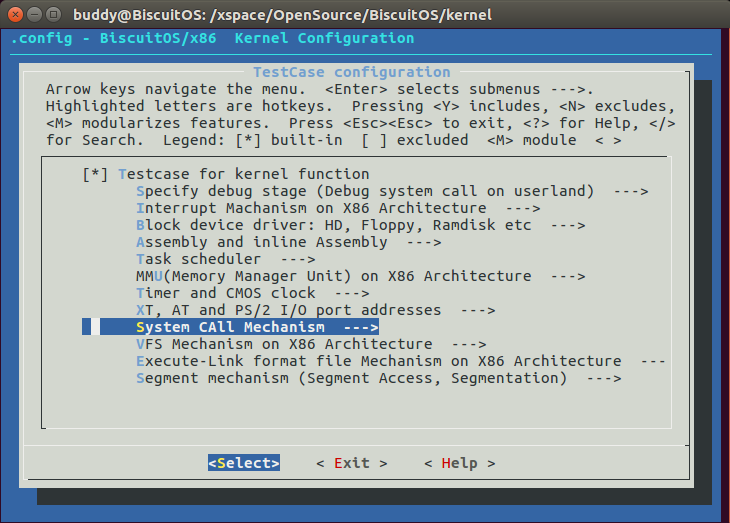 buddy@BiscuitOS: /xspace/OpenSource/BiscuitOS/kernel
.config - BiscuitOS/x86  Kernel Configuration
TestCase configuration
Arrow keys navigate the menu.  <Enter> selects submenus --->.
Highlighted letters are hotkeys.  Pressing <Y> includes, <N> excludes,
<M> modularizes features.  Press <Esc><Esc> to exit, <?> for Help, </>
for Search.  Legend: [*] built-in  [ ] excluded  <M> module  < >
[*] Testcase for kernel function
Specify debug stage (Debug system call on userland)  --->
Interrupt Machanism on X86 Architecture  --->
Block device driver: HD, Floppy, Ramdisk etc  --->
Assembly and inline Assembly  --->
Task scheduler  --->
MMU(Memory Manager Unit) on X86 Architecture  --->
Timer and CMOS clock  --->
XT, AT and PS/2 I/O port addresses  --->
System CAll Mechanism  --->
VFS Mechanism on X86 Architecture  --->
Execute-Link format file Mechanism on X86 Architecture  ---
Segment mechanism (Segment Access, Segmentation)  --->
<Select>    < Exit >    < Help >